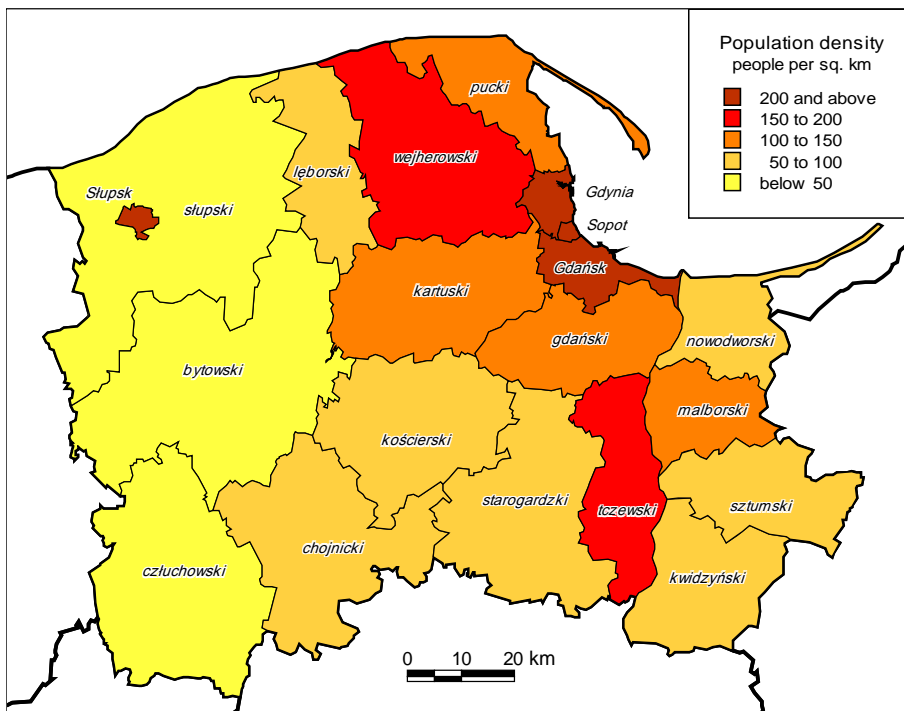 Population density
people per sq. km
200 and above
150 to 200
100 to 150
50 to 100
below 50
pucki
wejherowski
lęborski
Słupsk
słupski
Gdynia
Sopot
Gdańsk
kartuski
gdański
nowodworski
bytowski
malborski
kościerski
starogardzki
tczewski
sztumski
chojnicki
człuchowski
kwidzyński
0 10 20 km